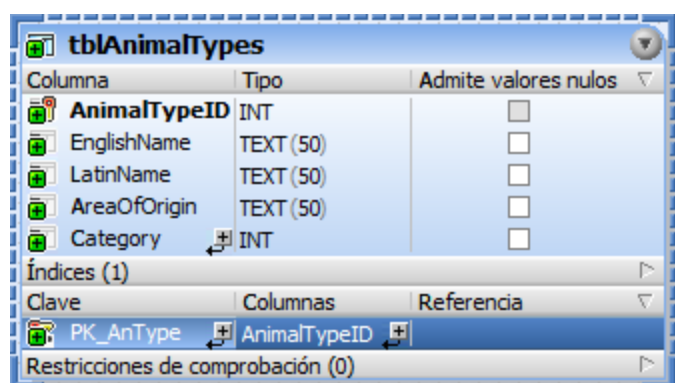 tblAnimalTypes
Columna Tipo Admite valores nulos
AnimalTypeID INT
EnglishName TEXT (50)
LatinName TEXT (50)
AreaOfOrigin TEXT (50)
Category INT
Índices (1)
Clave Columnas Referencia
PK_AnType AnimalTypeID
Restricciones de comprobación (0)